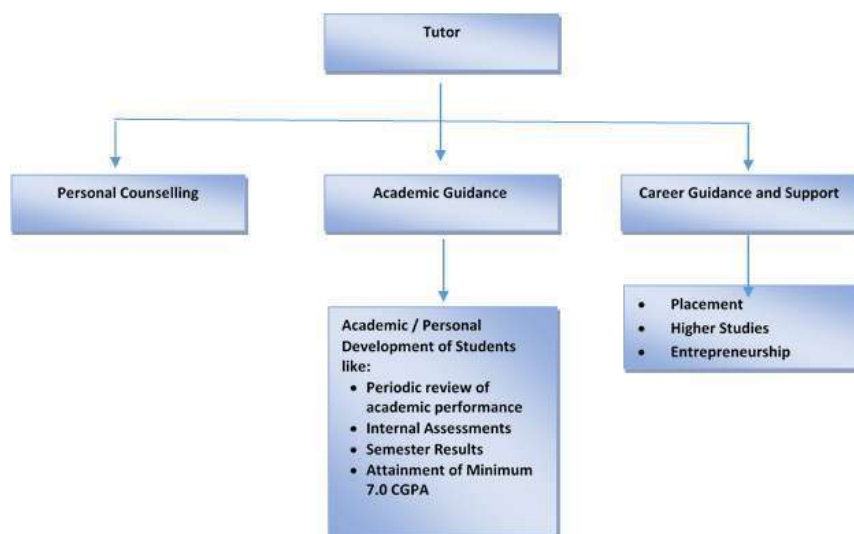 Tutor
Personal Counselling
Academic Guidance
Career Guidance and Support
Academic / Personal
Development of Students
like:
• Periodic review of
academic performance
• Internal Assessments
• Semester Results
• Attainment of Minimum
7.0 CGPA
• Placement
• Higher Studies
• Entrepreneurship